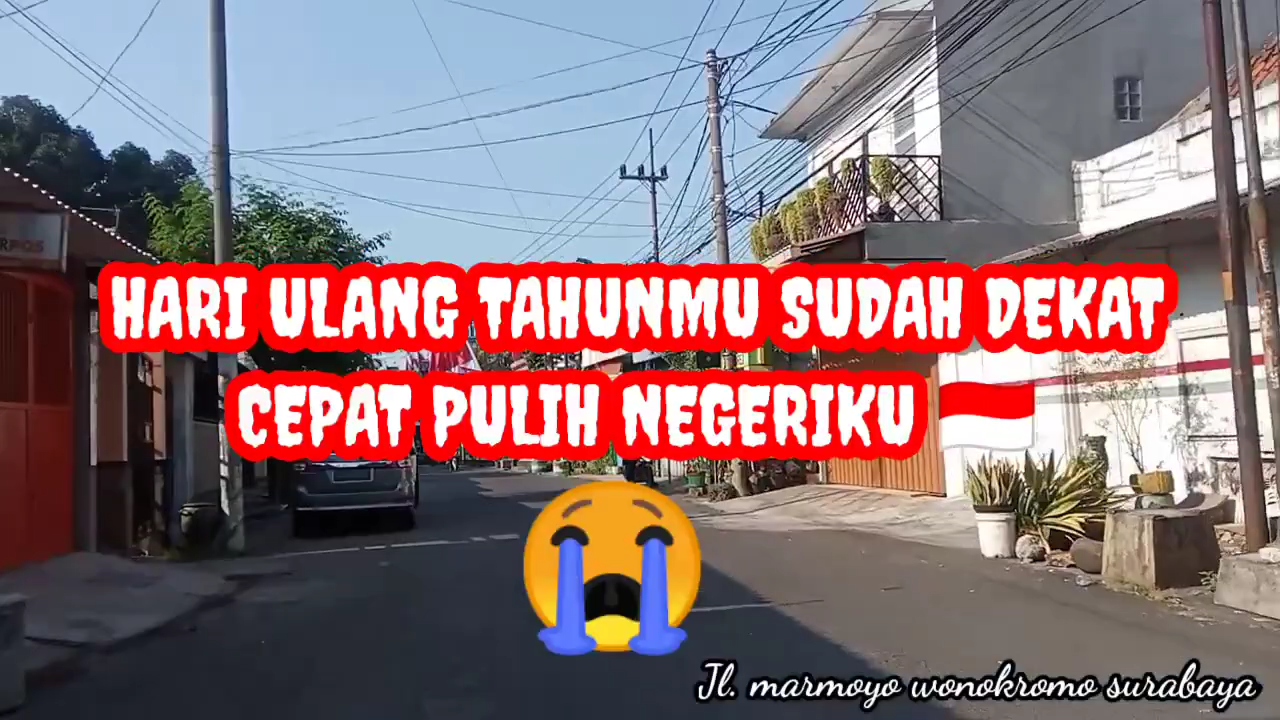 HARI ULANG TAHUNMU SUDAH DEKAT
CEPAT PULIH NEGERIKU 🇮🇩
😭
Jl. marmoyo wonokromo surabaya